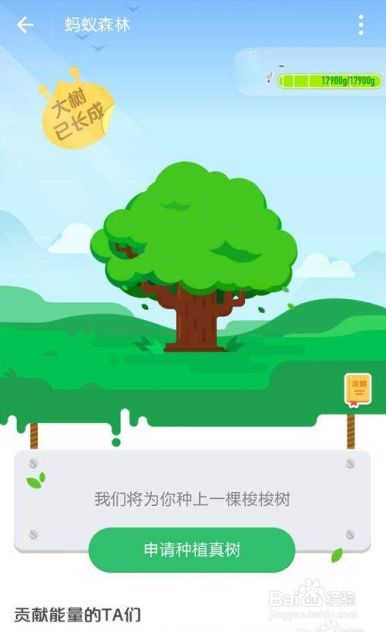 蚂蚁森林
17900g/17900g
大树
已长成
攻略
我们将为你种上一棵梭梭树
申请种植真树
Baidu经验
jingyan.baidu.com
贡献能量的TA们